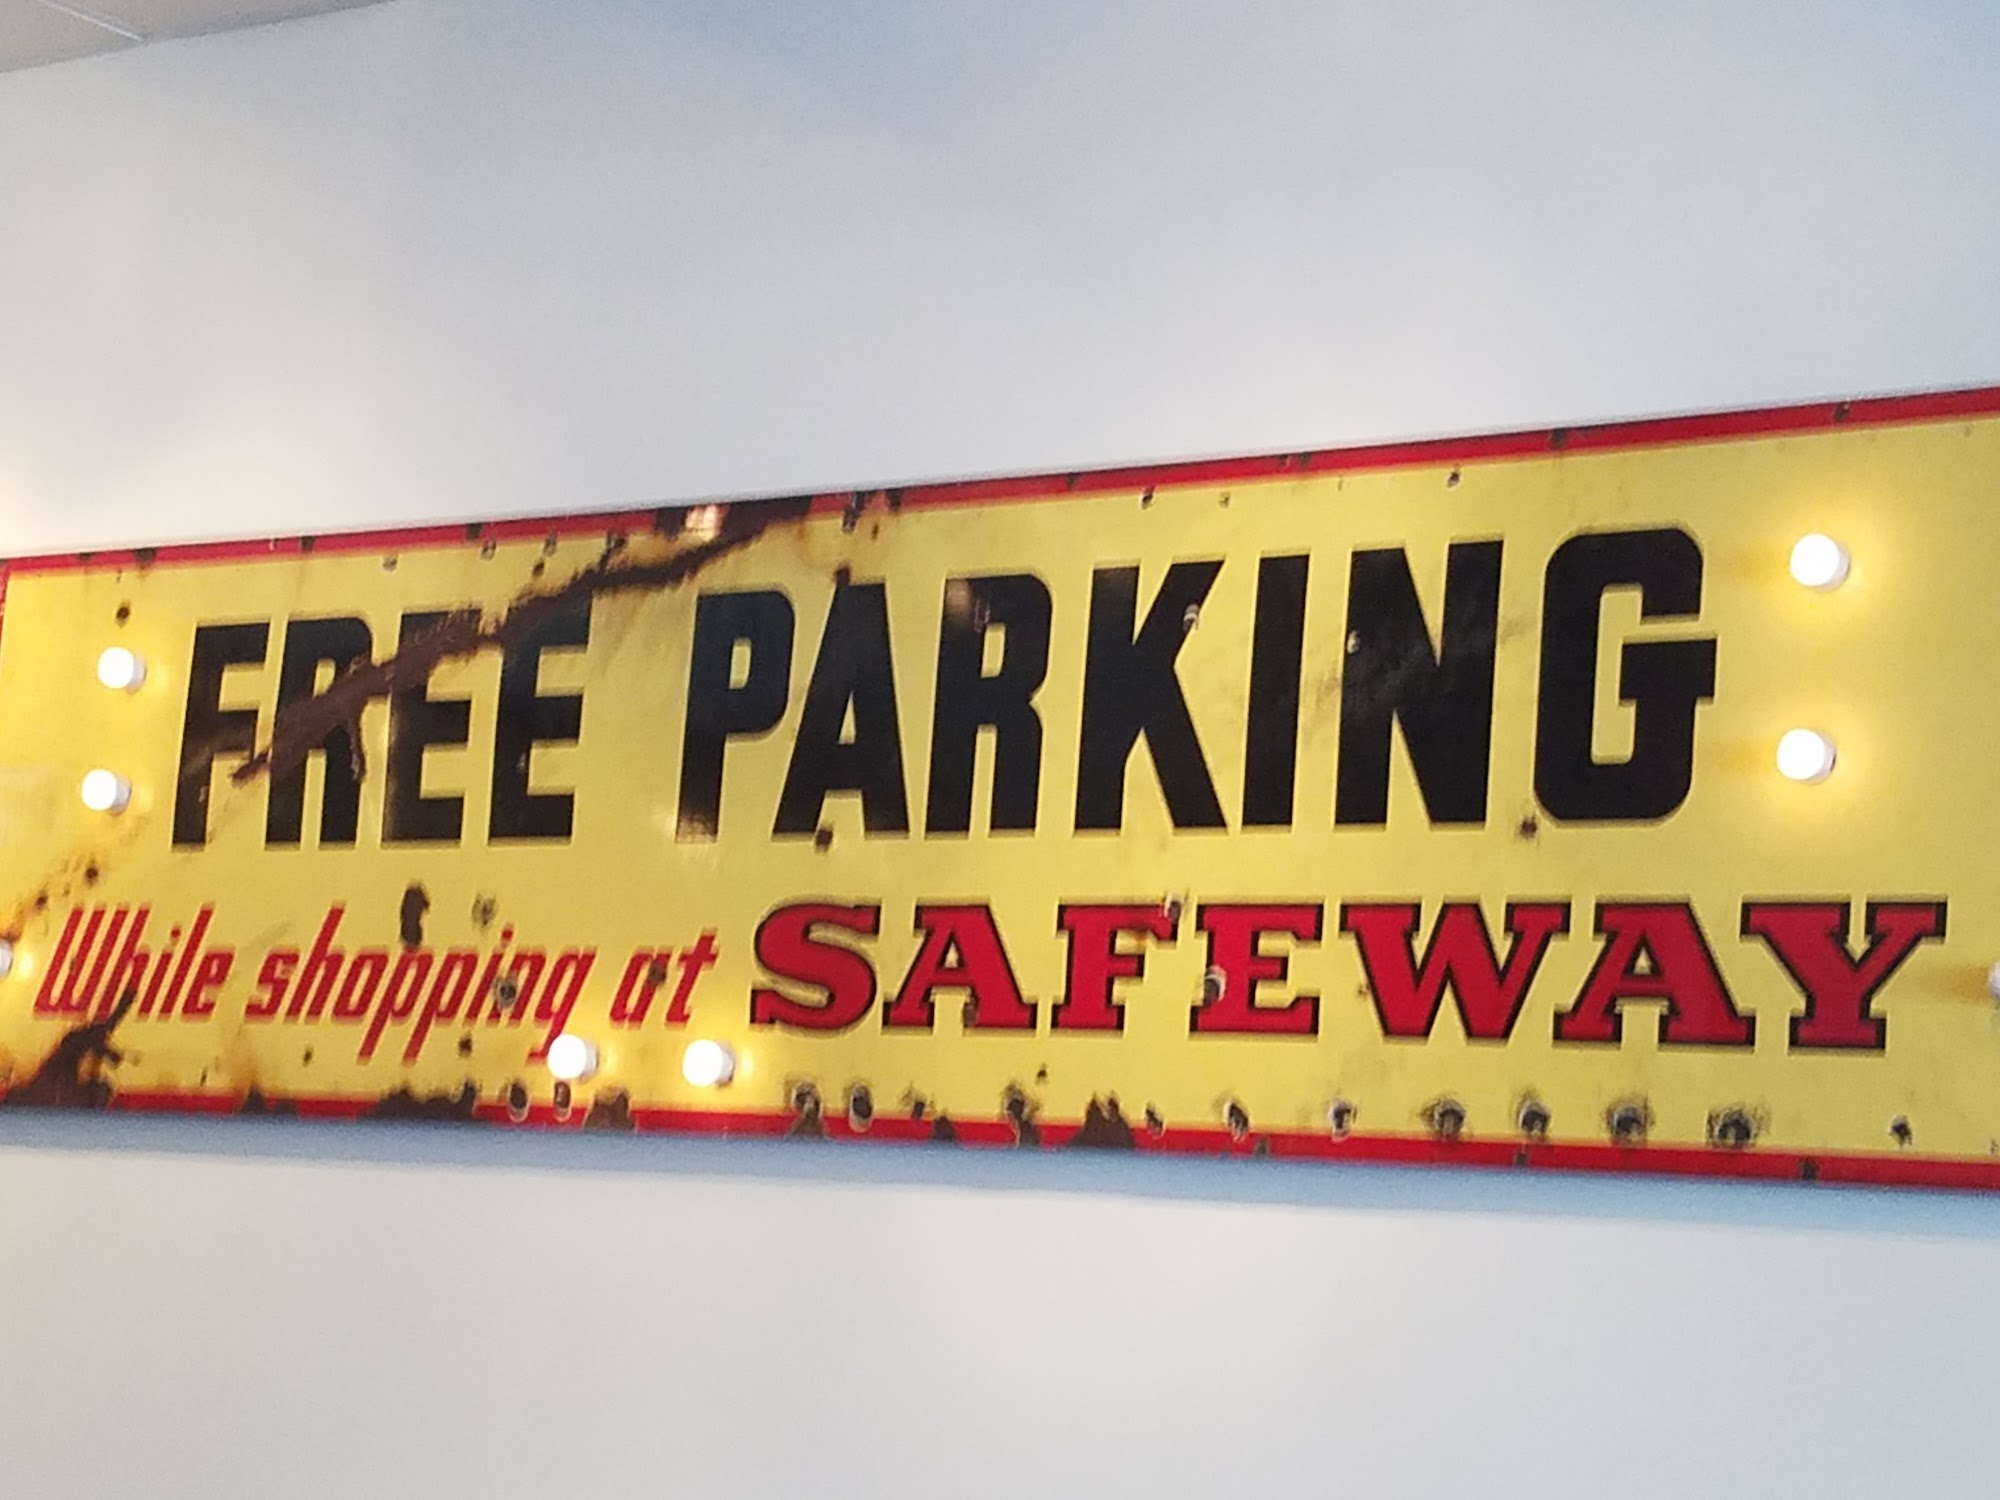 FREE PARKING
While shopping at SAFEWAY